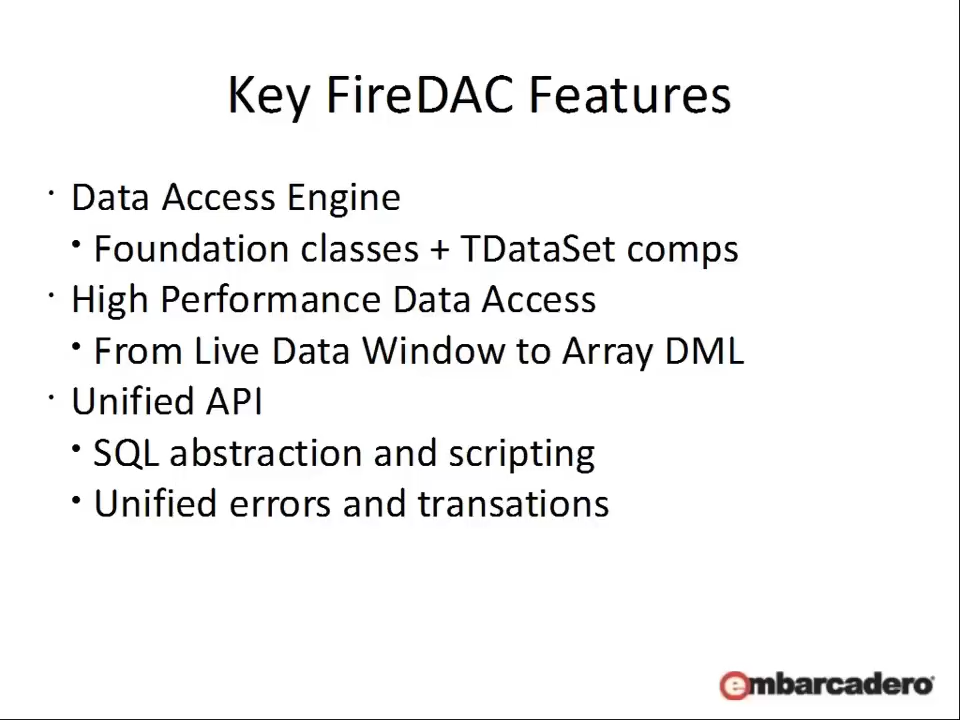 Key FireDAC Features
• Data Access Engine
• Foundation classes + TDataSet comps
• High Performance Data Access
• From Live Data Window to Array DML
• Unified API
• SQL abstraction and scripting
• Unified errors and transations
embarcadero®